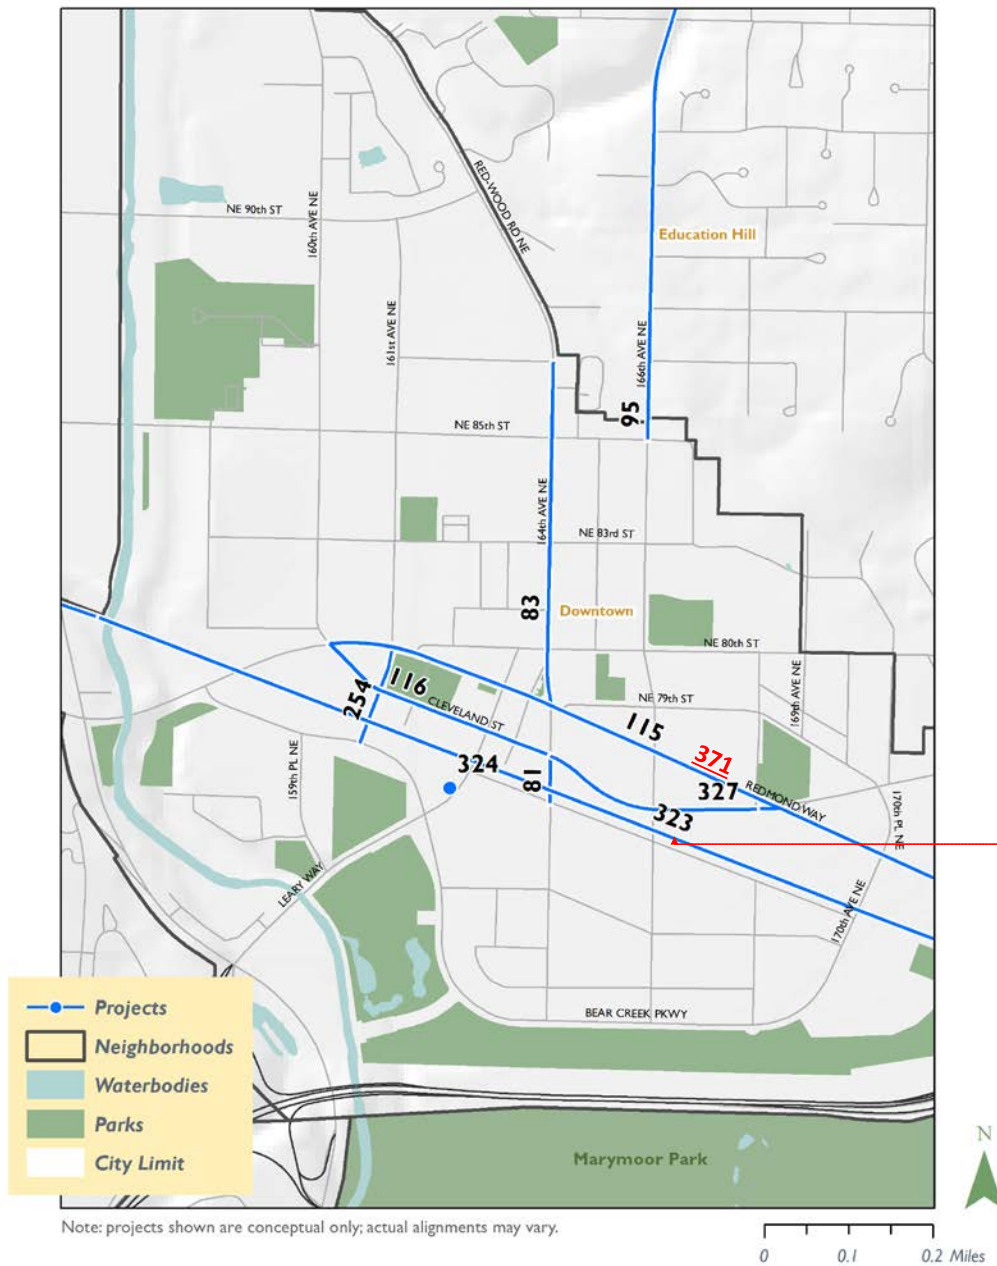 RED-WOOD RD NE
160th AVE NE
NE 90th ST
Education Hill
161st AVE NE
166th AVE NE
95
NE 85th ST
164th AVE NE
NE 83rd ST
83
Downtown
NE 80th ST
116
254
CLEVELAND ST
NE 79th ST
169th AVE NE
115
371
159th PL NE
324
81
327
REDMOND WAY
323
170th PL NE
LEARY WAY
170th AVE NE
BEAR CREEK PKWY
Projects
Neighborhoods
Waterbodies
Parks
City Limit
Marymoor Park
N
Note: projects shown are conceptual only; actual alignments may vary.
0 0.1 0.2 Miles